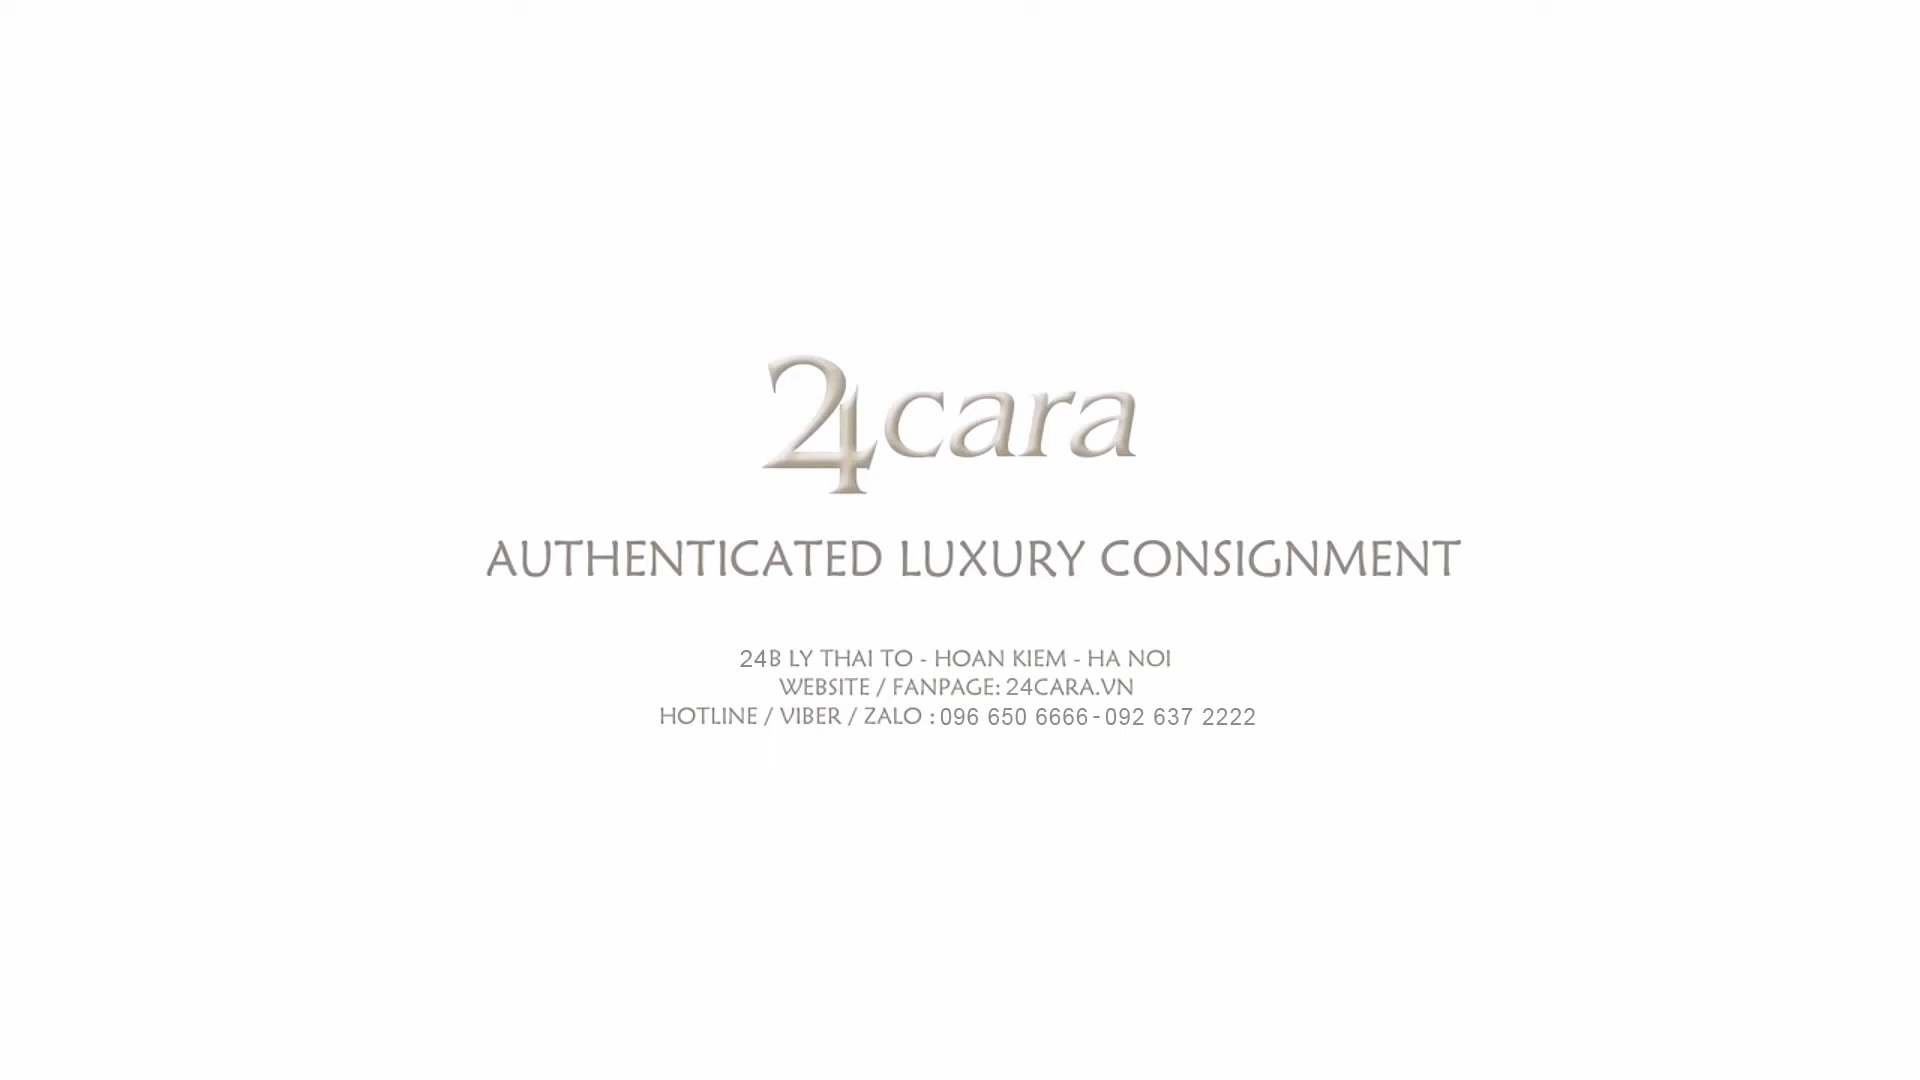 24cara
AUTHENTICATED LUXURY CONSIGNMENT
24B LY THAI TO - HOAN KIEM - HA NOI
WEBSITE / FANPAGE: 24CARA.VN
HOTLINE / VIBER / ZALO : 096 650 6666 - 092 637 2222